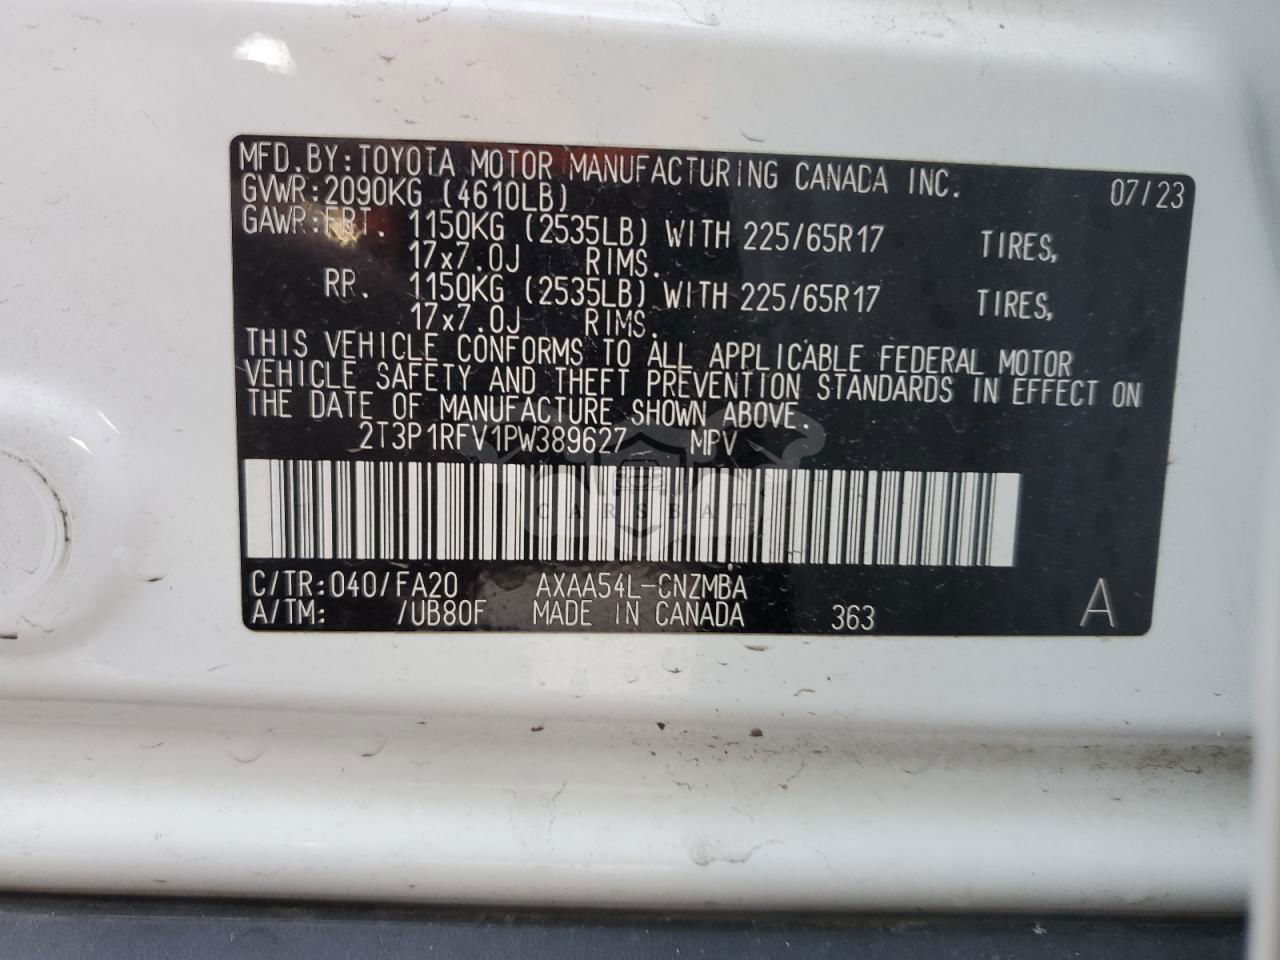 MFD.BY:TOYOTA MOTOR MANUFACTURING CANADA INC. 07/23
GVWR:2090KG (4610LB)
GAWR:FRT. 1150KG (2535LB) WITH 225/65R17 TIRES,
17x7.0J RIMS.
RR. 1150KG (2535LB) WITH 225/65R17 TIRES,
17x7.0J RIMS.
THIS VEHICLE CONFORMS TO ALL APPLICABLE FEDERAL MOTOR
VEHICLE SAFETY AND THEFT PREVENTION STANDARDS IN EFFECT ON
THE DATE OF MANUFACTURE SHOWN ABOVE.
2T3P1RFV1PW389627 MPV
CARSBAT
C/TR:040/FA20 AXAA54L-CNZMBA
A/TM: /UB80F MADE IN CANADA 363 A